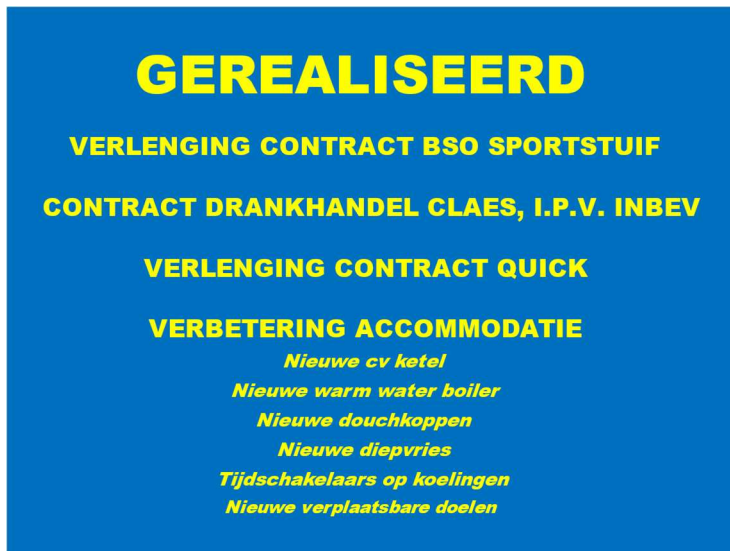 GEREALISEERD
VERLENGING CONTRACT BSO SPORTSTUIF
CONTRACT DRANKHANDEL CLAES, I.P.V. INBEV
VERLENGING CONTRACT QUICK
VERBETERING ACCOMMODATIE
Nieuwe cv ketel
Nieuwe warm water boiler
Nieuwe douchkoppen
Nieuwe diepvries
Tijdschakelaars op koelingen
Nieuwe verplaatsbare doelen